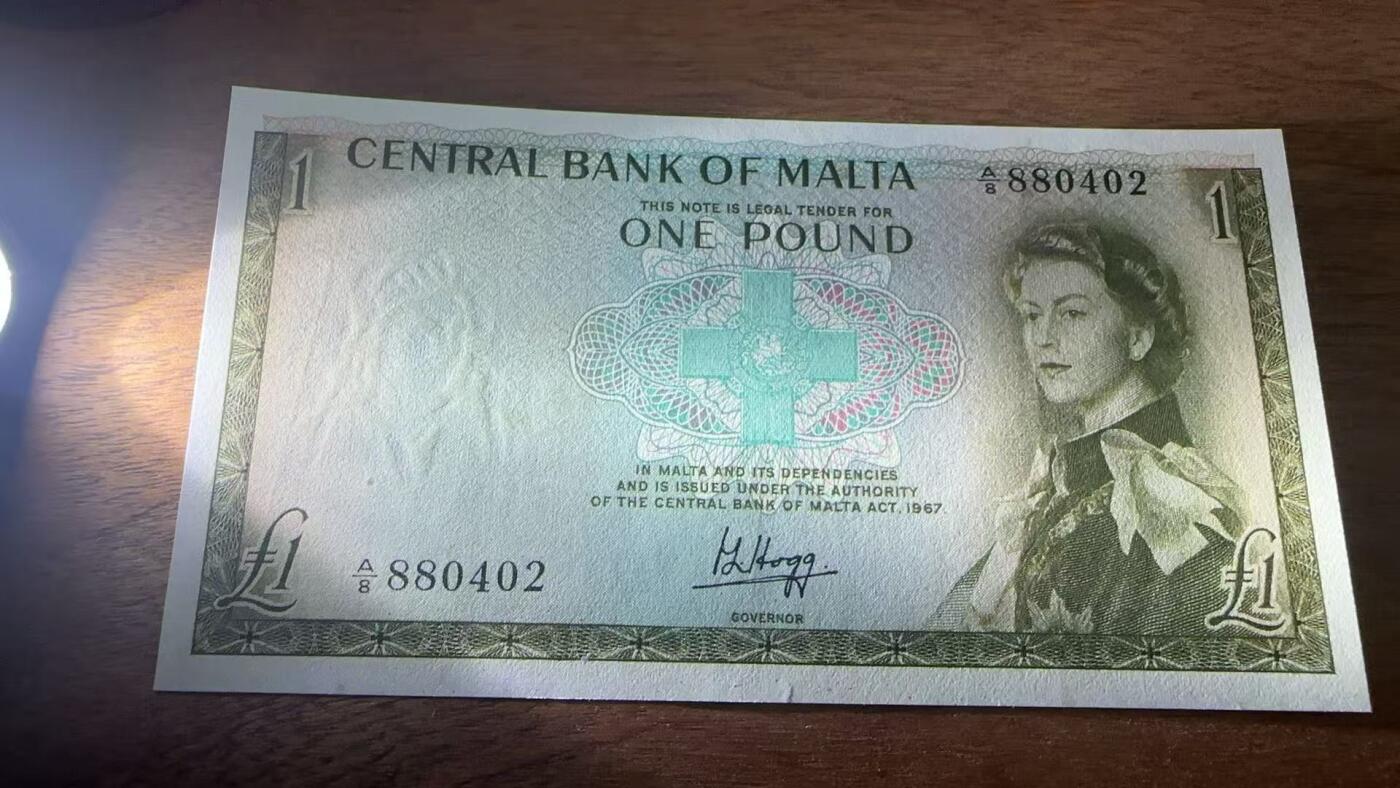 1
CENTRAL BANK OF MALTA
A/8 880402
1
THIS NOTE IS LEGAL TENDER FOR
ONE POUND
IN MALTA AND ITS DEPENDENCIES
AND IS ISSUED UNDER THE AUTHORITY
OF THE CENTRAL BANK OF MALTA ACT, 1967.
£1
A/8 880402
H.Hogg.
GOVERNOR
£1